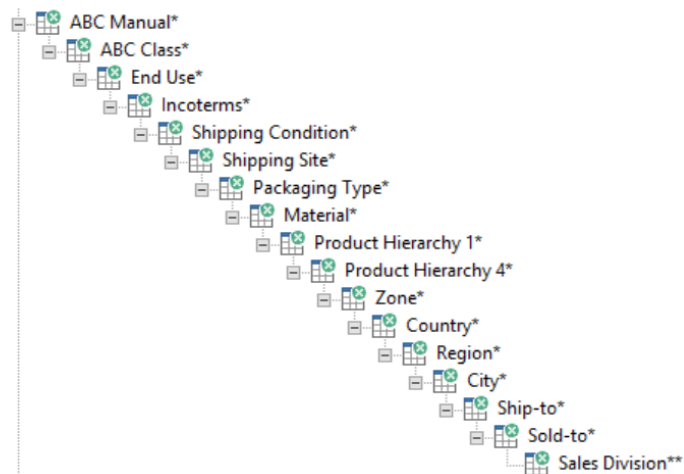 ABC Manual*
ABC Class*
End Use*
Incoterms*
Shipping Condition*
Shipping Site*
Packaging Type*
Material*
Product Hierarchy 1*
Product Hierarchy 4*
Zone*
Country*
Region*
City*
Ship-to*
Sold-to*
Sales Division**